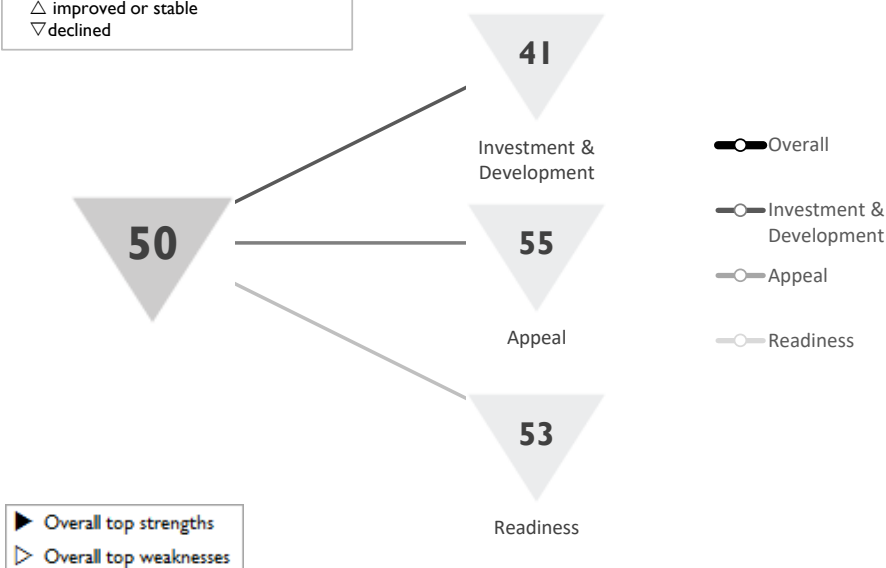 △ improved or stable
▽ declined
41
Investment &
Development
50
55
Appeal
53
Readiness
Overall
Investment &
Development
Appeal
Readiness
▶ Overall top strengths
▷ Overall top weaknesses